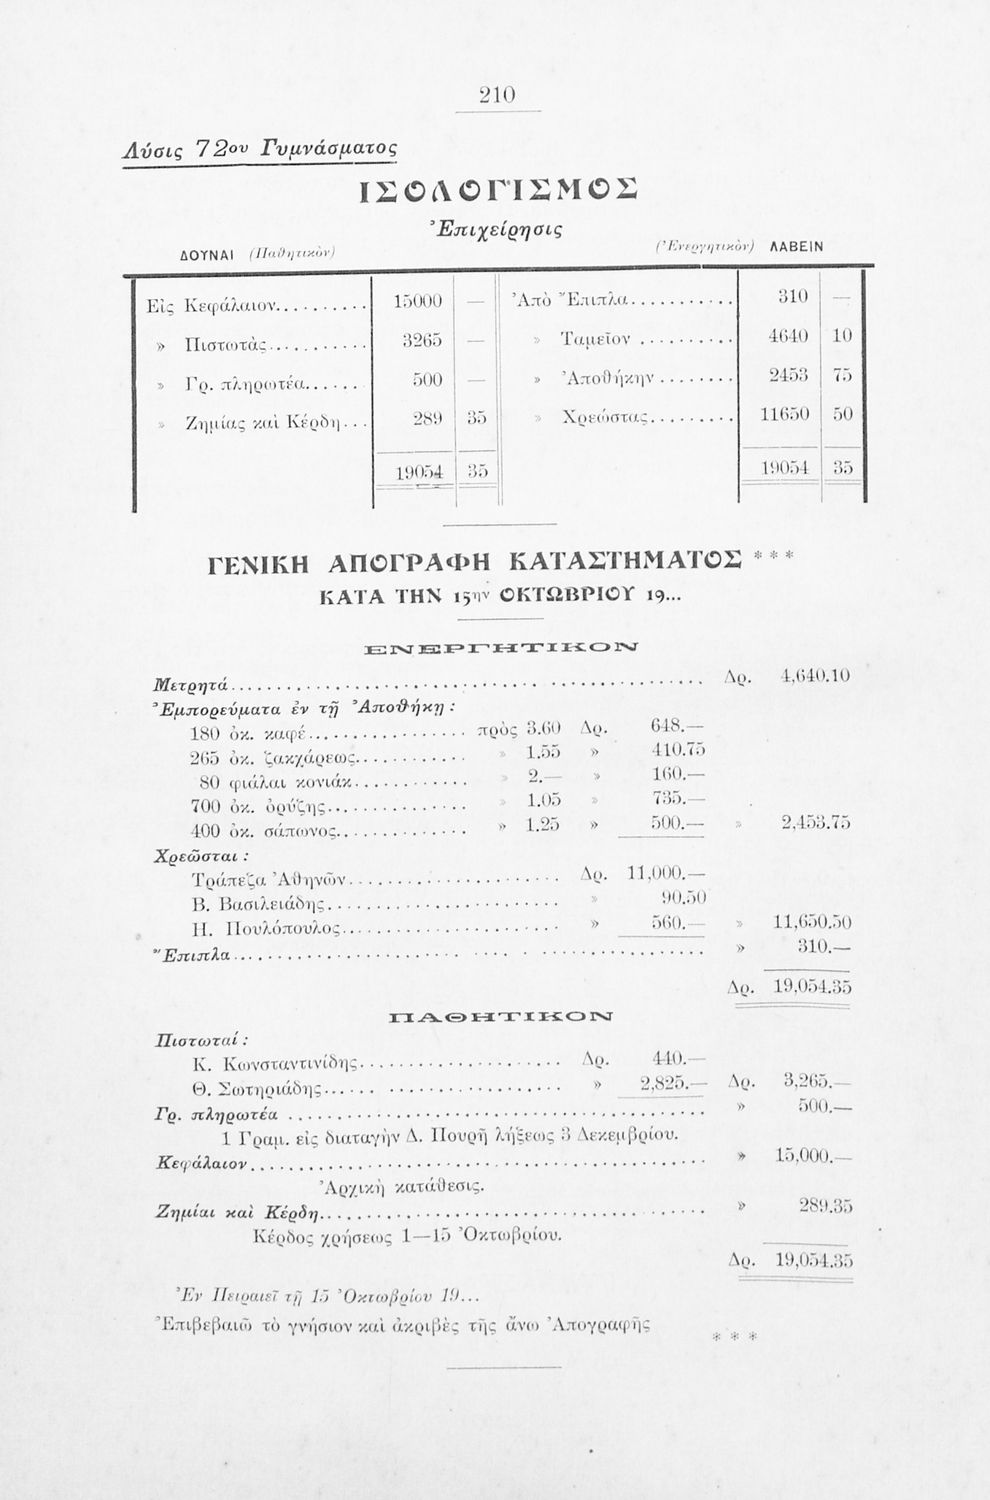 210
Λύσις 72ου Γυμνάσματος
ΙΣΟΛΟΓΙΣΜΟΣ
Ἐπιχείρησις
ΔΟΥΝΑΙ (Παθητικὸν) (Ἐνεργητικὸν) ΛΑΒΕΙΝ
Εἰς Κεφάλαιον.......... 15000 — Ἀπὸ Ἔπιπλα........... 310 —
» Πιστωτὰς........... 3265 — » Ταμεῖον .......... 4640 10
» Γρ. πληρωτέα...... 500 — » Ἀποθήκην ........ 2453 75
» Ζημίας καὶ Κέρδη... 289 35 » Χρεώστας......... 11650 50
19054 35 19054 35
ΓΕΝΙΚΗ ΑΠΟΓΡΑΦΗ ΚΑΤΑΣΤΗΜΑΤΟΣ * * *
ΚΑΤΑ ΤΗΝ 15ην ΟΚΤΩΒΡΙΟΥ 19...
ΕΝΕΡΓΗΤΙΚΟΝ
Μετρητά........................................ Δρ. 4,640.10
Ἐμπορεύματα ἐν τῇ Ἀποθήκῃ :
180 ὀκ. καφέ................ πρὸς 3.60 Δρ. 648.—
265 ὀκ. ζακχάρεως........... » 1.55 » 410.75
80 φιάλαι κονιάκ........... » 2.— » 160.—
700 ὀκ. ὀρύζης.............. » 1.05 » 735.—
400 ὀκ. σάπωνος............. » 1.25 » 500.— » 2,453.75
Χρεῶσται :
Τράπεζα Ἀθηνῶν...................... Δρ. 11,000.—
Β. Βασιλειάδης........................ » 90.50
Π. Πουλόπουλος...................... » 560.— » 11,650.50
Ἔπιπλα........................................ » 310.—
Δρ. 19,054.35
ΠΑΘΗΤΙΚΟΝ
Πιστωταί :
Κ. Κωνσταντινίδης.................... Δρ. 440.—
Θ. Σωτηριάδης........................ » 2,825.— Δρ. 3,265.—
Γρ. πληρωτέα .................................. » 500.—
1 Γραμ. εἰς διαταγὴν Δ. Πουρῆ λήξεως 3 Δεκεμβρίου.
Κεφάλαιον...................................... » 15,000.—
Ἀρχικὴ κατάθεσις.
Ζημίαι καὶ Κέρδη............................... » 289.35
Κέρδος χρήσεως 1—15 Ὀκτωβρίου.
Δρ. 19,054.35
Ἐν Πειραιεῖ τῇ 15 Ὀκτωβρίου 19...
Ἐπιβεβαιῶ τὸ γνήσιον καὶ ἀκριβὲς τῆς ἄνω Ἀπογραφῆς
* * *